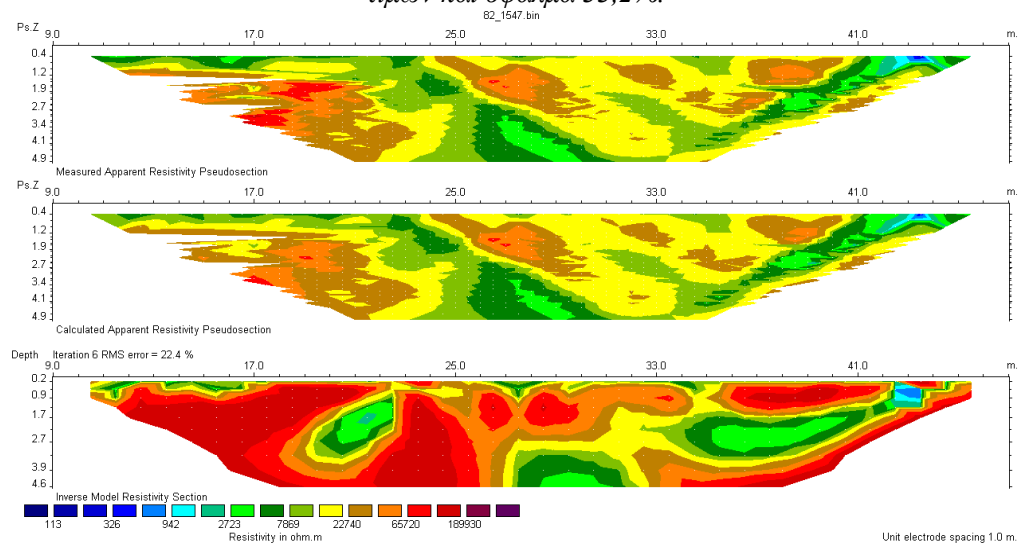 τιμών και σφάλμα 53,2%.
82_1547.bin
Ps.Z 9.0 17.0 25.0 33.0 41.0 m.
0.4
1.2
1.9
2.7
3.4
4.1
4.9
Measured Apparent Resistivity Pseudosection
Ps.Z 9.0 17.0 25.0 33.0 41.0 m.
0.4
1.2
1.9
2.7
3.4
4.1
4.9
Calculated Apparent Resistivity Pseudosection
Depth Iteration 6 RMS error = 22.4 %
9.0 17.0 25.0 33.0 41.0 m.
0.2
0.9
1.7
2.7
3.9
4.6
Inverse Model Resistivity Section
113 326 942 2723 7869 22740 65720 189930
Resistivity in ohm.m Unit electrode spacing 1.0 m.